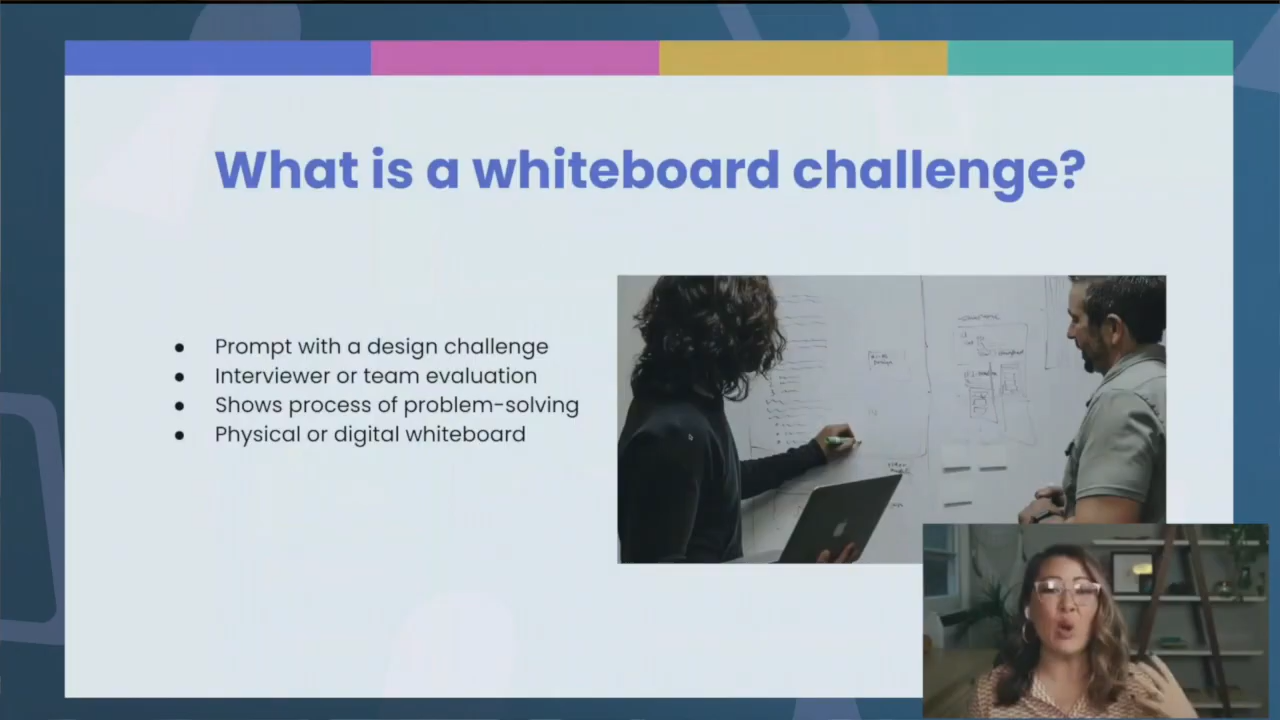 What is a whiteboard challenge?
● Prompt with a design challenge
● Interviewer or team evaluation
● Shows process of problem-solving
● Physical or digital whiteboard